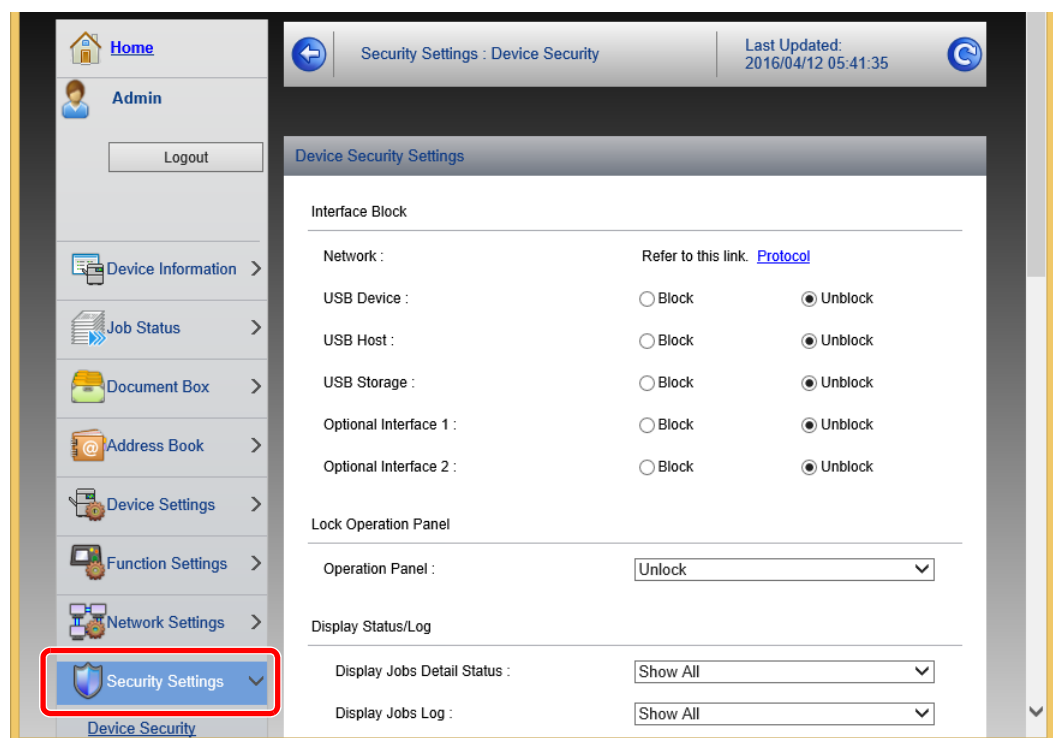 Home
Admin
Logout
Device Information
Job Status
Document Box
Address Book
Device Settings
Function Settings
Network Settings
Security Settings
Device Security
Security Settings : Device Security
Last Updated:
2016/04/12 05:41:35
Device Security Settings
Interface Block
Network : Refer to this link. Protocol
USB Device : Block Unblock
USB Host : Block Unblock
USB Storage : Block Unblock
Optional Interface 1 : Block Unblock
Optional Interface 2 : Block Unblock
Lock Operation Panel
Operation Panel : Unlock
Display Status/Log
Display Jobs Detail Status : Show All
Display Jobs Log : Show All